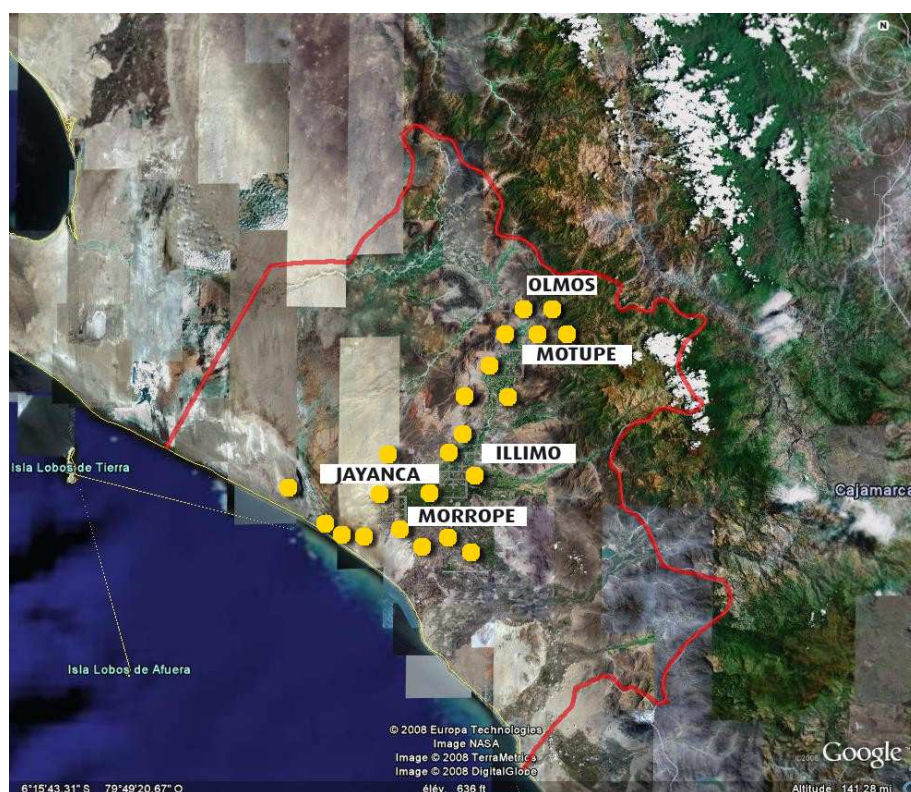 N
OLMOS
MOTUPE
ILLIMO
Isla Lobos de Tierra
JAYANCA
Cajamarca
MORROPE
Isla Lobos de Afuera
© 2008 Europa Technologies
Image NASA
Image © 2008 TerraMetrics
Image © 2008 DigitalGlobe
©2008 Google
6°15'43.31" S 79°49'20.67" O élév. 636 ft Altitude 141.28 mi